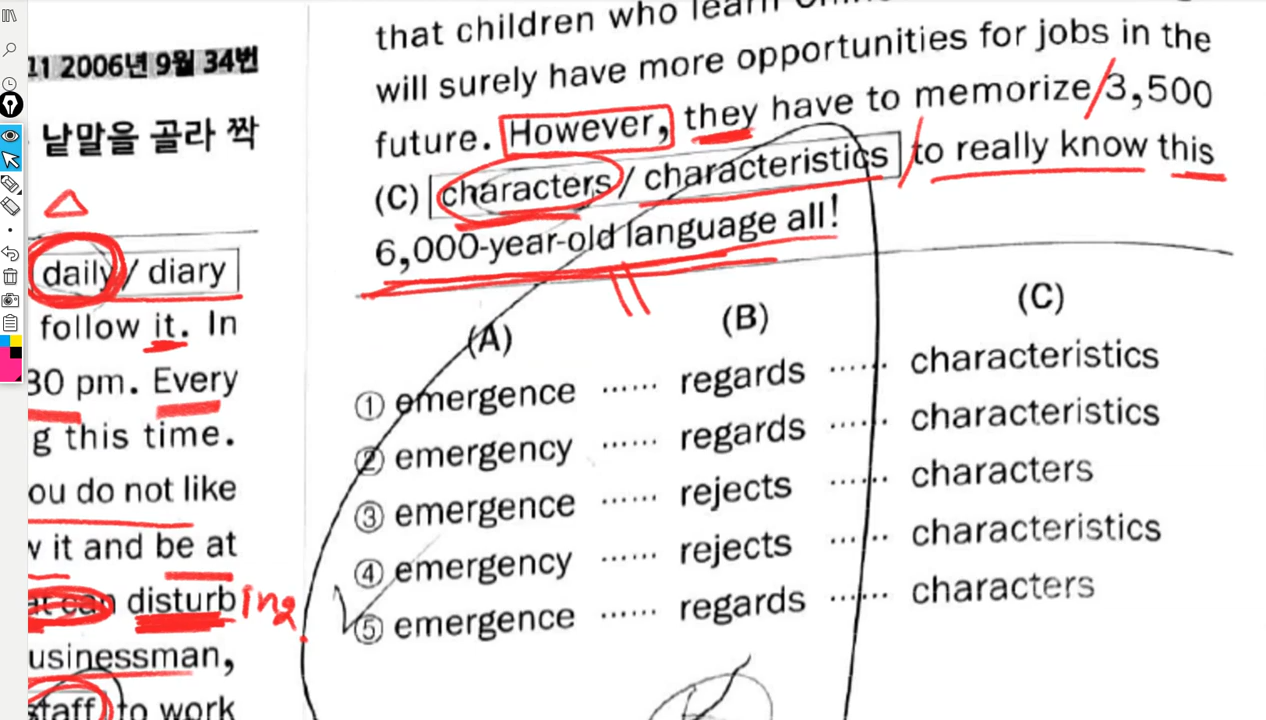 11 2006년 9월 34번
낱말을 골라 짝
daily / diary
follow it. In
30 pm. Every
g this time.
ou do not like
w it and be at
at can disturbing
usinessman,
staff to work
that children who learn
will surely have more opportunities for jobs in the
future. However, they have to memorize 3,500
(C) characters / characteristics to really know this
6,000-year-old language all!
(A) (B) (C)
① emergence ...... regards ...... characteristics
② emergency ...... regards ...... characteristics
③ emergence ...... rejects ...... characters
④ emergency ...... rejects ...... characteristics
⑤ emergence ...... regards ...... characters